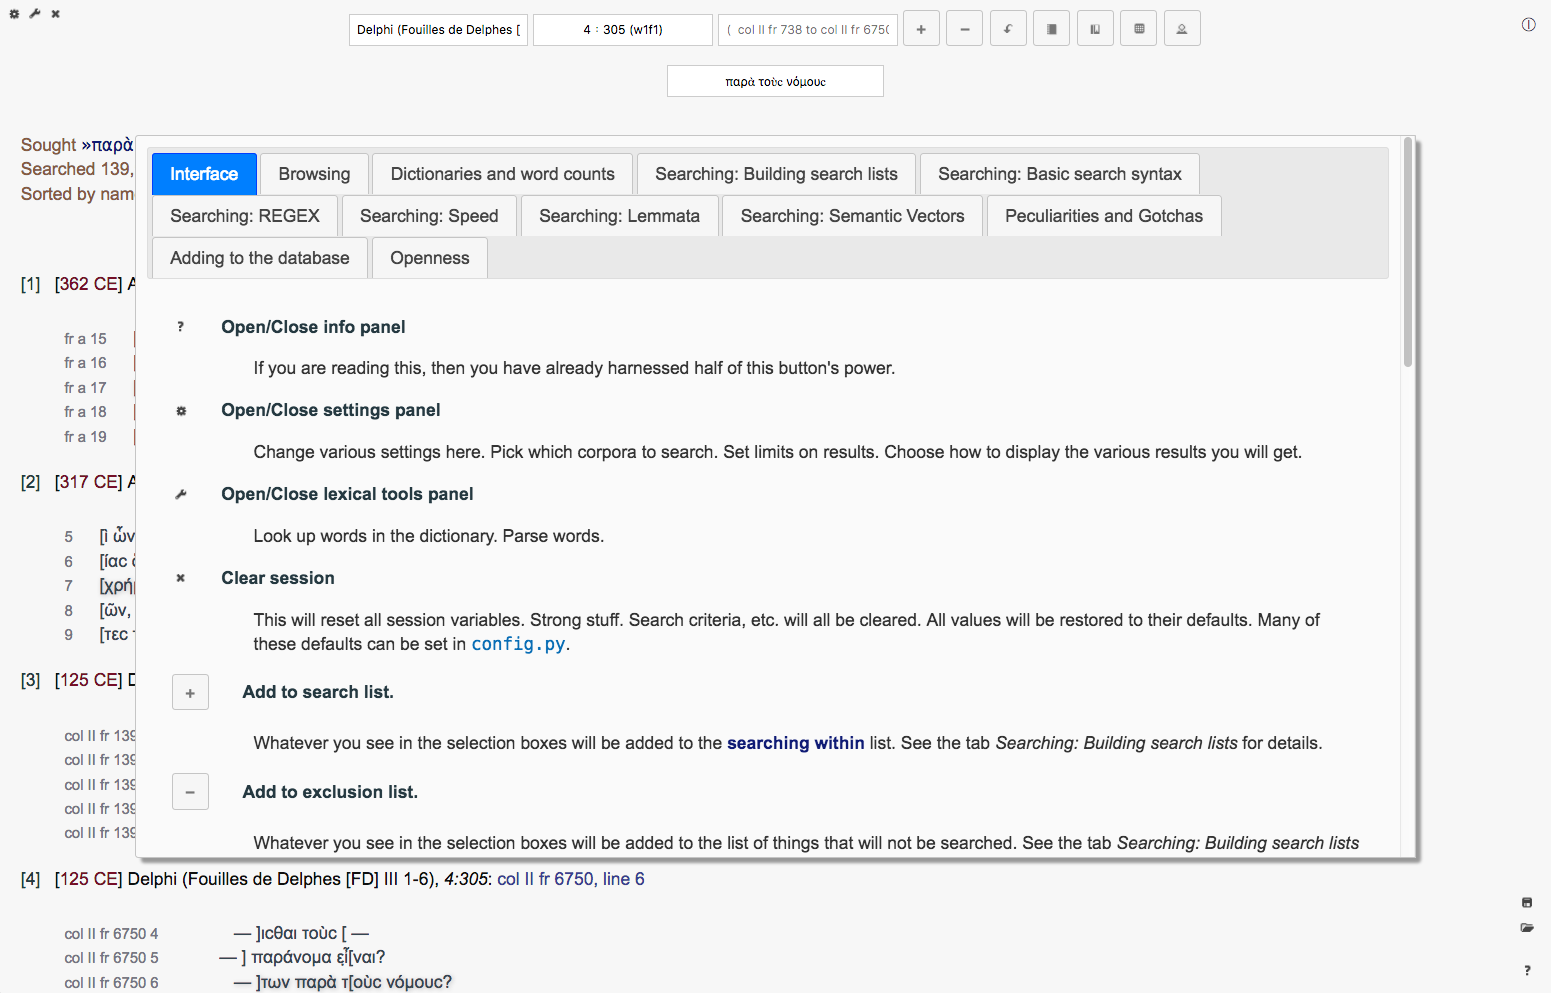 Delphi (Fouilles de Delphes [
4 : 305 (w1f1)
( col II fr 738 to col II fr 675(
παρὰ τοὺϲ νόμουϲ
Sought »παρὰ
Searched 139,
Sorted by nam
Interface
Browsing
Dictionaries and word counts
Searching: Building search lists
Searching: Basic search syntax
Searching: REGEX
Searching: Speed
Searching: Lemmata
Searching: Semantic Vectors
Peculiarities and Gotchas
Adding to the database
Openness
? Open/Close info panel
If you are reading this, then you have already harnessed half of this button's power.
Open/Close settings panel
Change various settings here. Pick which corpora to search. Set limits on results. Choose how to display the various results you will get.
Open/Close lexical tools panel
Look up words in the dictionary. Parse words.
Clear session
This will reset all session variables. Strong stuff. Search criteria, etc. will all be cleared. All values will be restored to their defaults. Many of
these defaults can be set in config.py.
+ Add to search list.
Whatever you see in the selection boxes will be added to the searching within list. See the tab Searching: Building search lists for details.
− Add to exclusion list.
Whatever you see in the selection boxes will be added to the list of things that will not be searched. See the tab Searching: Building search lists
[1] [362 CE] A
fr a 15
fr a 16
fr a 17
fr a 18
fr a 19
[2] [317 CE] A
5 [ὶ ὧν
6 [ίαϲ
7 [χρή
8 [ῶν,
9 [τεϲ
[3] [125 CE] D
col II fr 139
col II fr 139
col II fr 139
col II fr 139
col II fr 139
[4] [125 CE] Delphi (Fouilles de Delphes [FD] III 1-6), 4:305: col II fr 6750, line 6
col II fr 6750 4 — ]ιϲθαι τοὺϲ [ —
col II fr 6750 5 — ] παράνομα ε̣ἶ̣[ναι?
col II fr 6750 6 — ]των παρὰ τ[οὺϲ νόμουϲ?
?